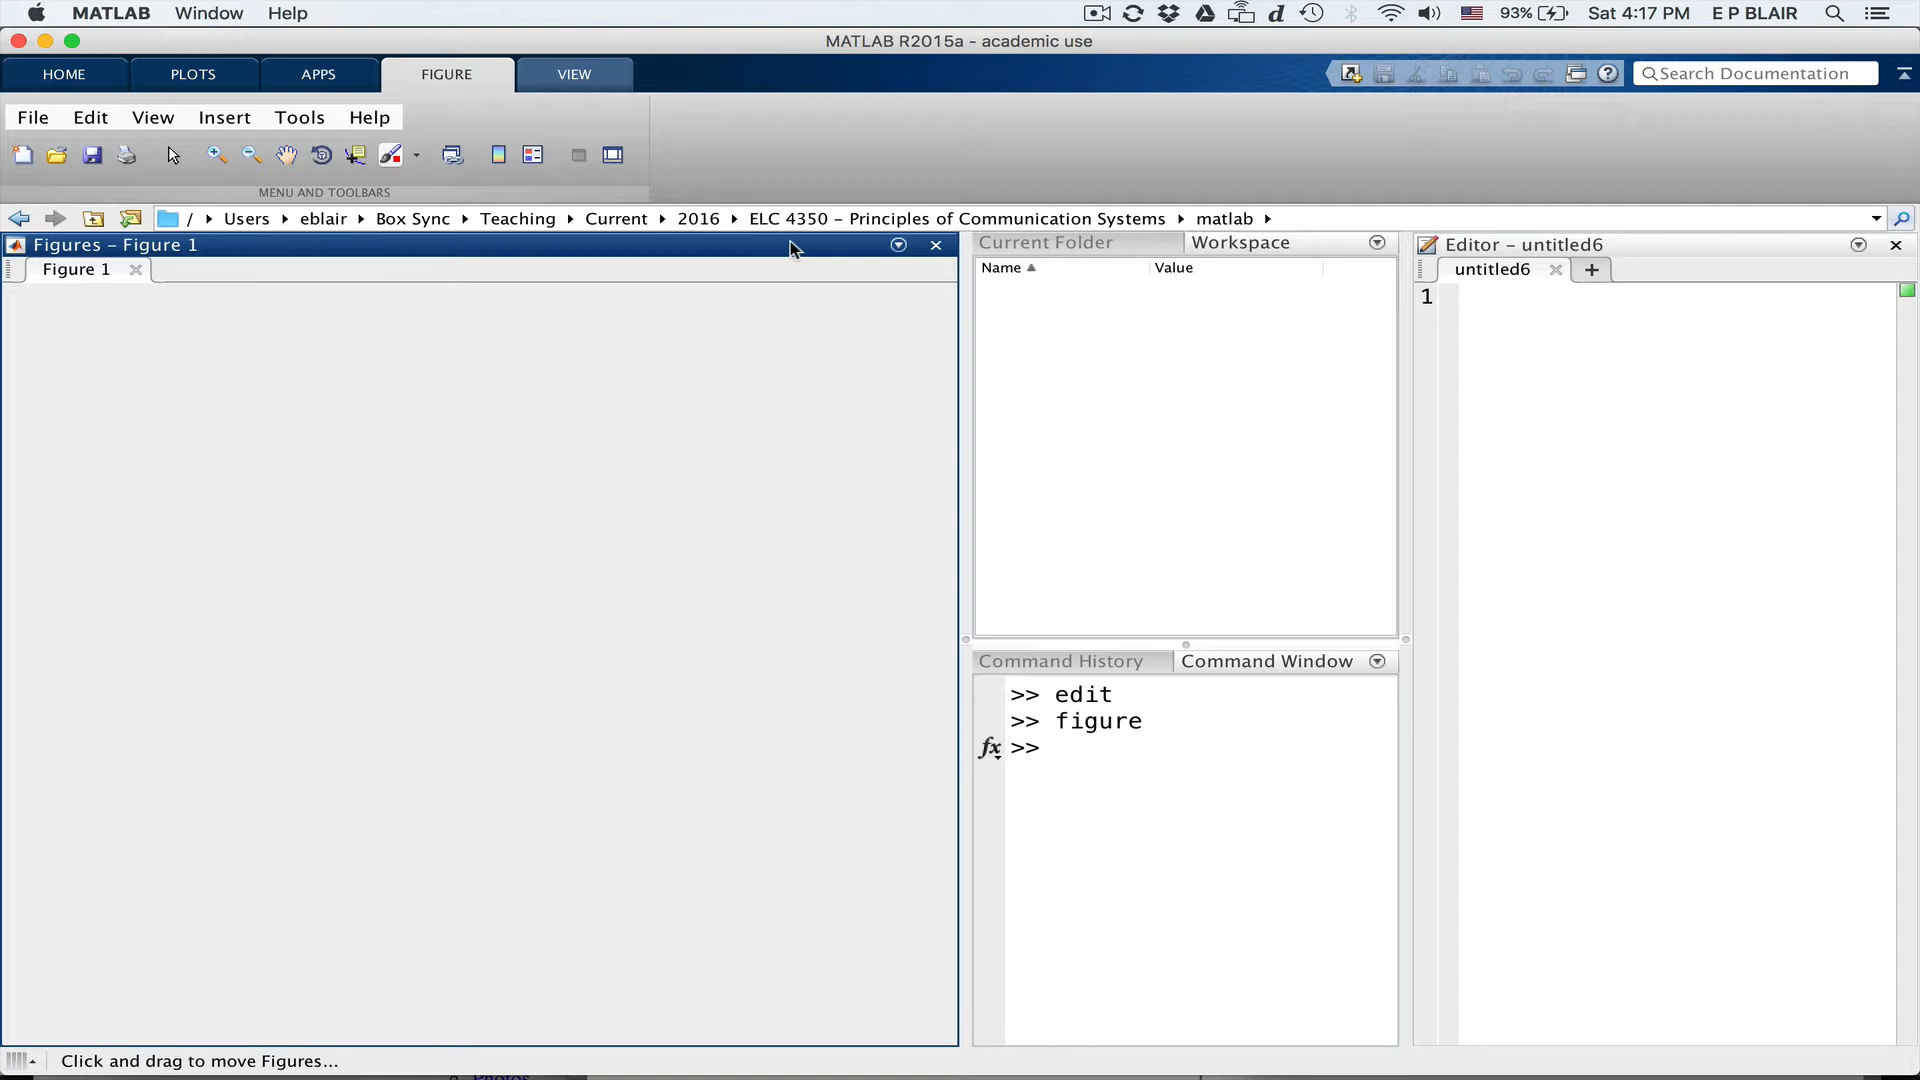 MATLAB Window Help
d 93% Sat 4:17 PM E P BLAIR
MATLAB R2015a - academic use
HOME PLOTS APPS FIGURE VIEW
Search Documentation
File Edit View Insert Tools Help
MENU AND TOOLBARS
/ Users eblair Box Sync Teaching Current 2016 ELC 4350 – Principles of Communication Systems matlab
Figures – Figure 1
Figure 1
Current Folder Workspace
Name Value
Editor – untitled6
untitled6 +
1
Command History Command Window
>> edit
>> figure
fx >>
Click and drag to move Figures...
Photos